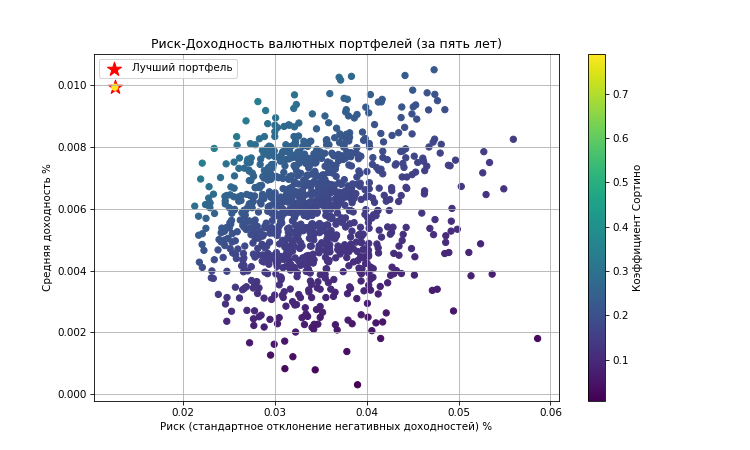 Риск-Доходность валютных портфелей (за пять лет)
Лучший портфель
0.010
0.008
0.006
0.004
0.002
0.000
Средняя доходность %
0.02 0.03 0.04 0.05 0.06
Риск (стандартное отклонение негативных доходностей) %
0.7
0.6
0.5
0.4
0.3
0.2
0.1
Коэффициент Сортино